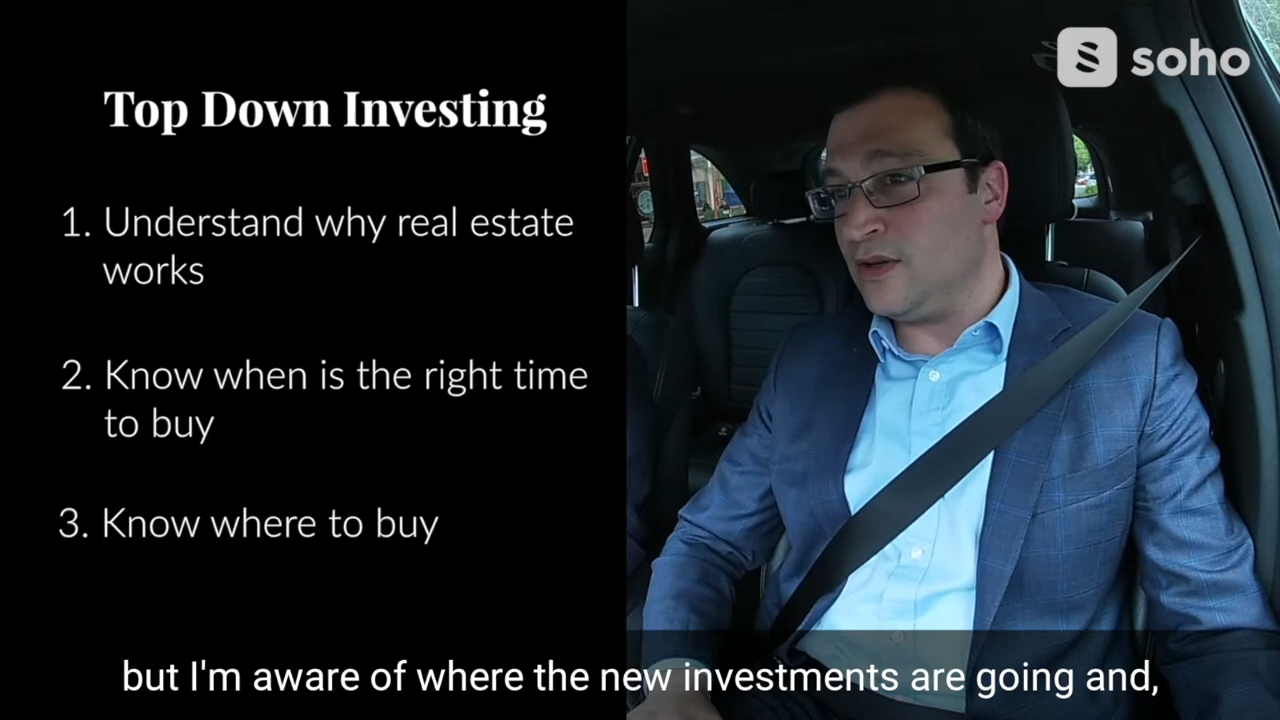 soho
Top Down Investing
1. Understand why real estate
works
2. Know when is the right time
to buy
3. Know where to buy
but I'm aware of where the new investments are going and,